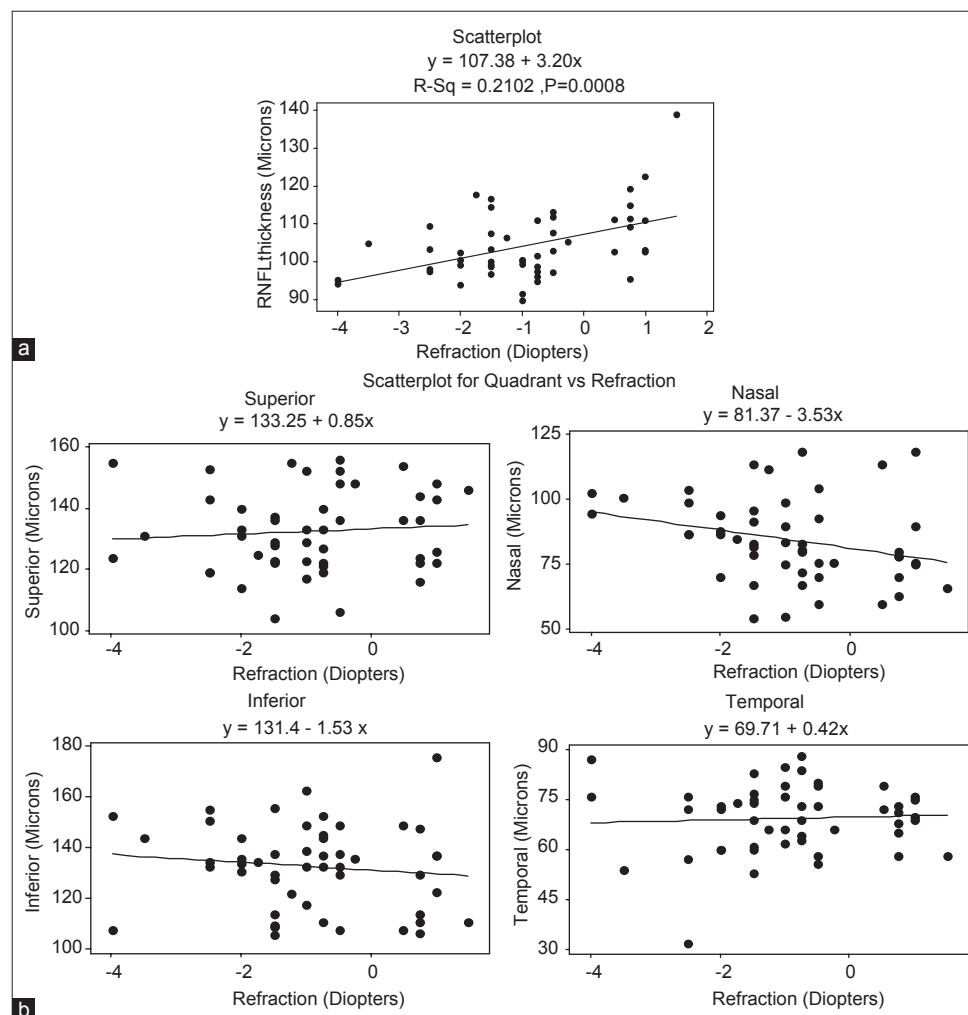 Scatterplot
y = 107.38 + 3.20x
R-Sq = 0.2102 ,P=0.0008
RNFLthickness (Microns)
140
120
110
100
90
-4 -3 -2 -1 0 1 2
Refraction (Diopters)
a
Scatterplot for Quadrant vs Refraction
Superior
y = 133.25 + 0.85x
Superior (Microns)
160
140
120
100
-4 -2 0
Refraction (Diopters)
Nasal
y = 81.37 - 3.53x
Nasal (Microns)
125
100
75
50
-4 -2 0
Refraction (Diopters)
Inferior
y = 131.4 - 1.53 x
Inferior (Microns)
180
160
140
120
100
-4 -2 0
Refraction (Diopters)
Temporal
y = 69.71 + 0.42x
Temporal (Microns)
90
75
60
30
-4 -2 0
Refraction (Diopters)
b